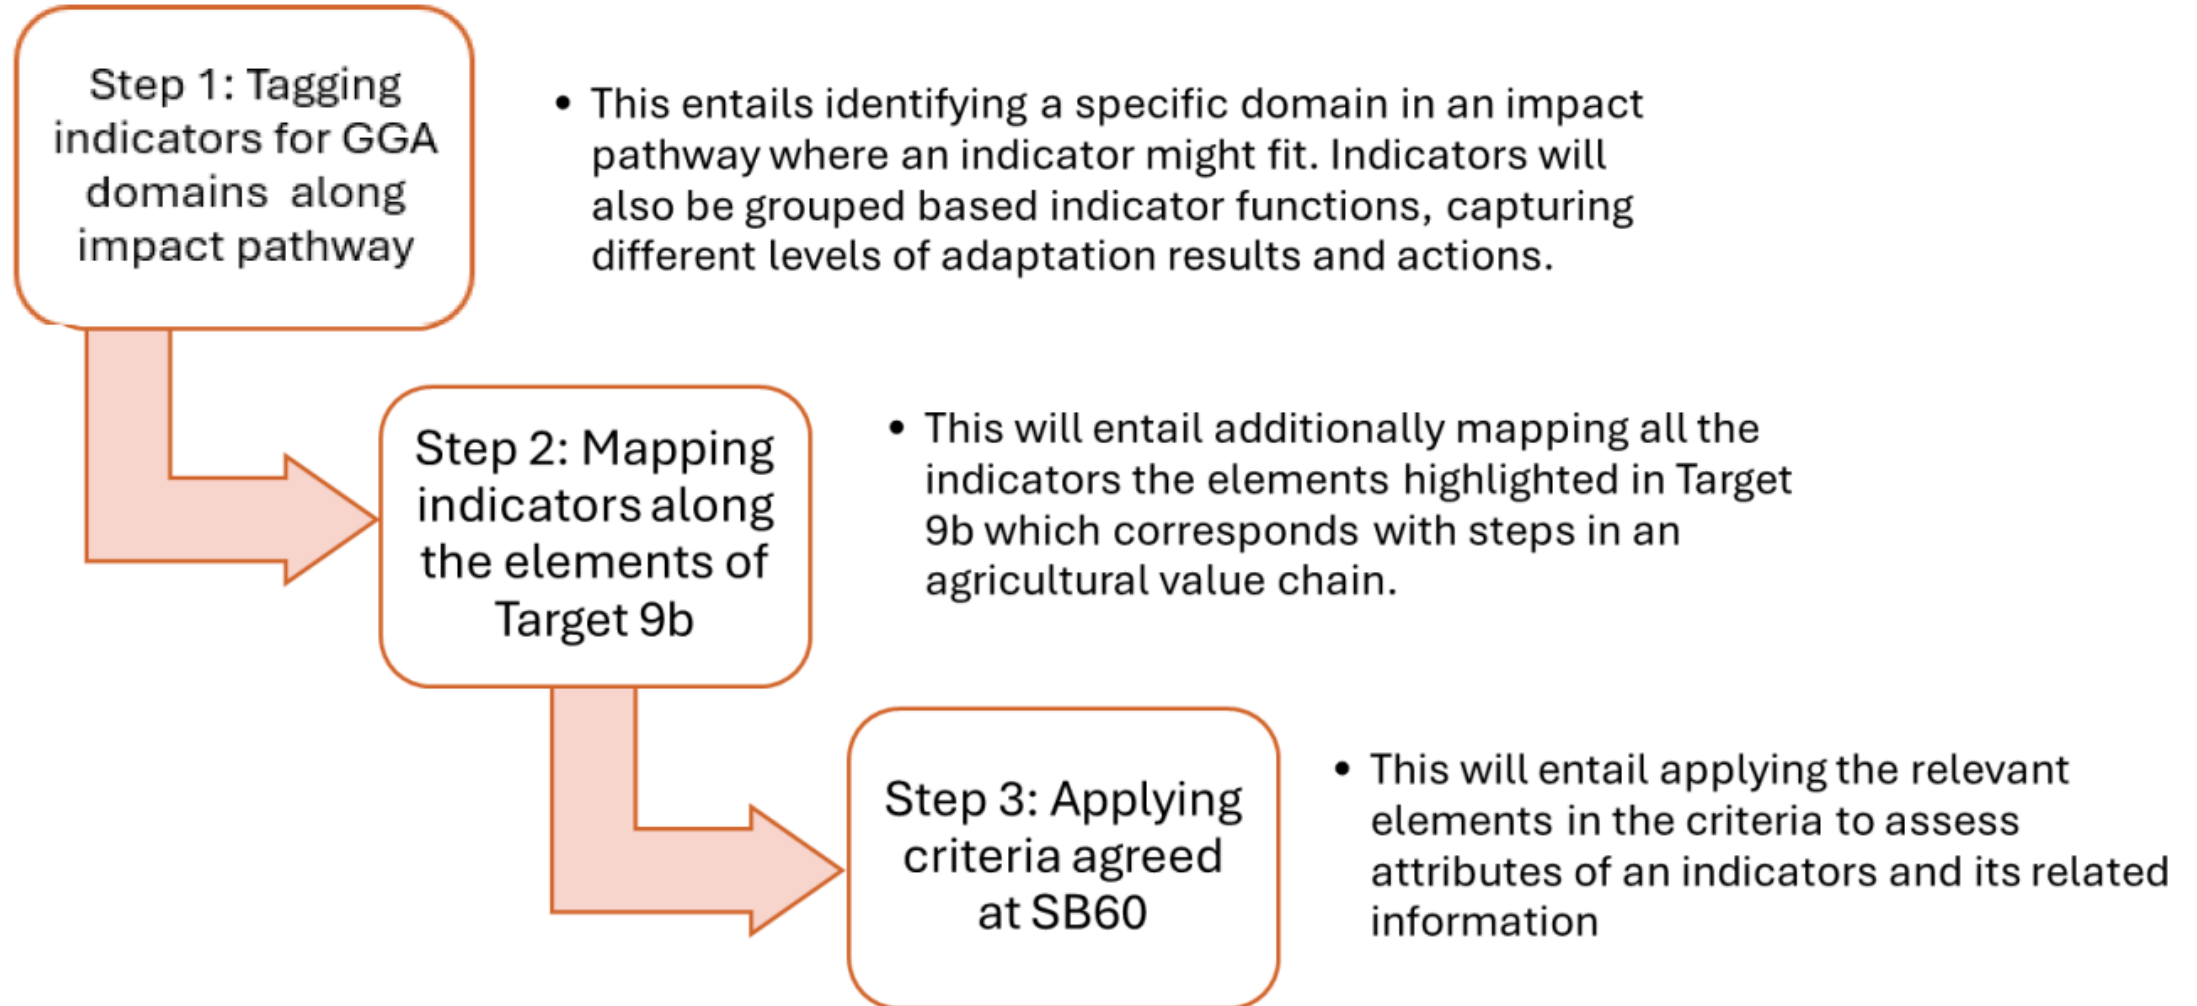 Step 1: Tagging
indicators for GGA
domains along
impact pathway
• This entails identifying a specific domain in an impact
pathway where an indicator might fit. Indicators will
also be grouped based indicator functions, capturing
different levels of adaptation results and actions.
Step 2: Mapping
indicators along
the elements of
Target 9b
• This will entail additionally mapping all the
indicators the elements highlighted in Target
9b which corresponds with steps in an
agricultural value chain.
Step 3: Applying
criteria agreed
at SB60
• This will entail applying the relevant
elements in the criteria to assess
attributes of an indicators and its related
information